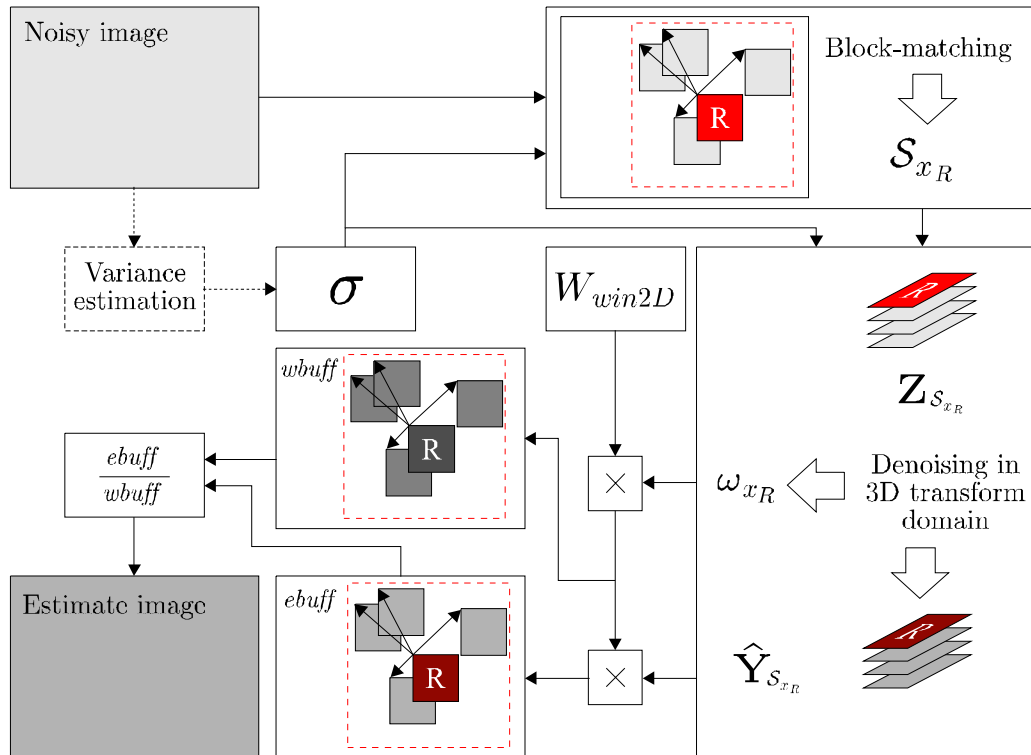 Noisy image
R
Block-matching
𝒮_{x_R}
Variance
estimation
σ
W_{win2D}
R
Z_{𝒮_{x_R}}
wbuff
R
ebuff
wbuff
×
ω_{x_R}
Denoising in
3D transform
domain
Estimate image
ebuff
R
×
Ŷ_{𝒮_{x_R}}
R